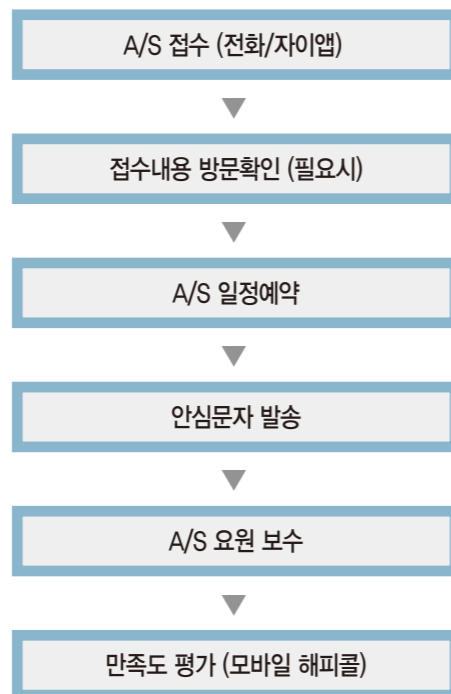 A/S 접수 (전화/자이앱)
접수내용 방문확인 (필요시)
A/S 일정예약
안심문자 발송
A/S 요원 보수
만족도 평가 (모바일 해피콜)